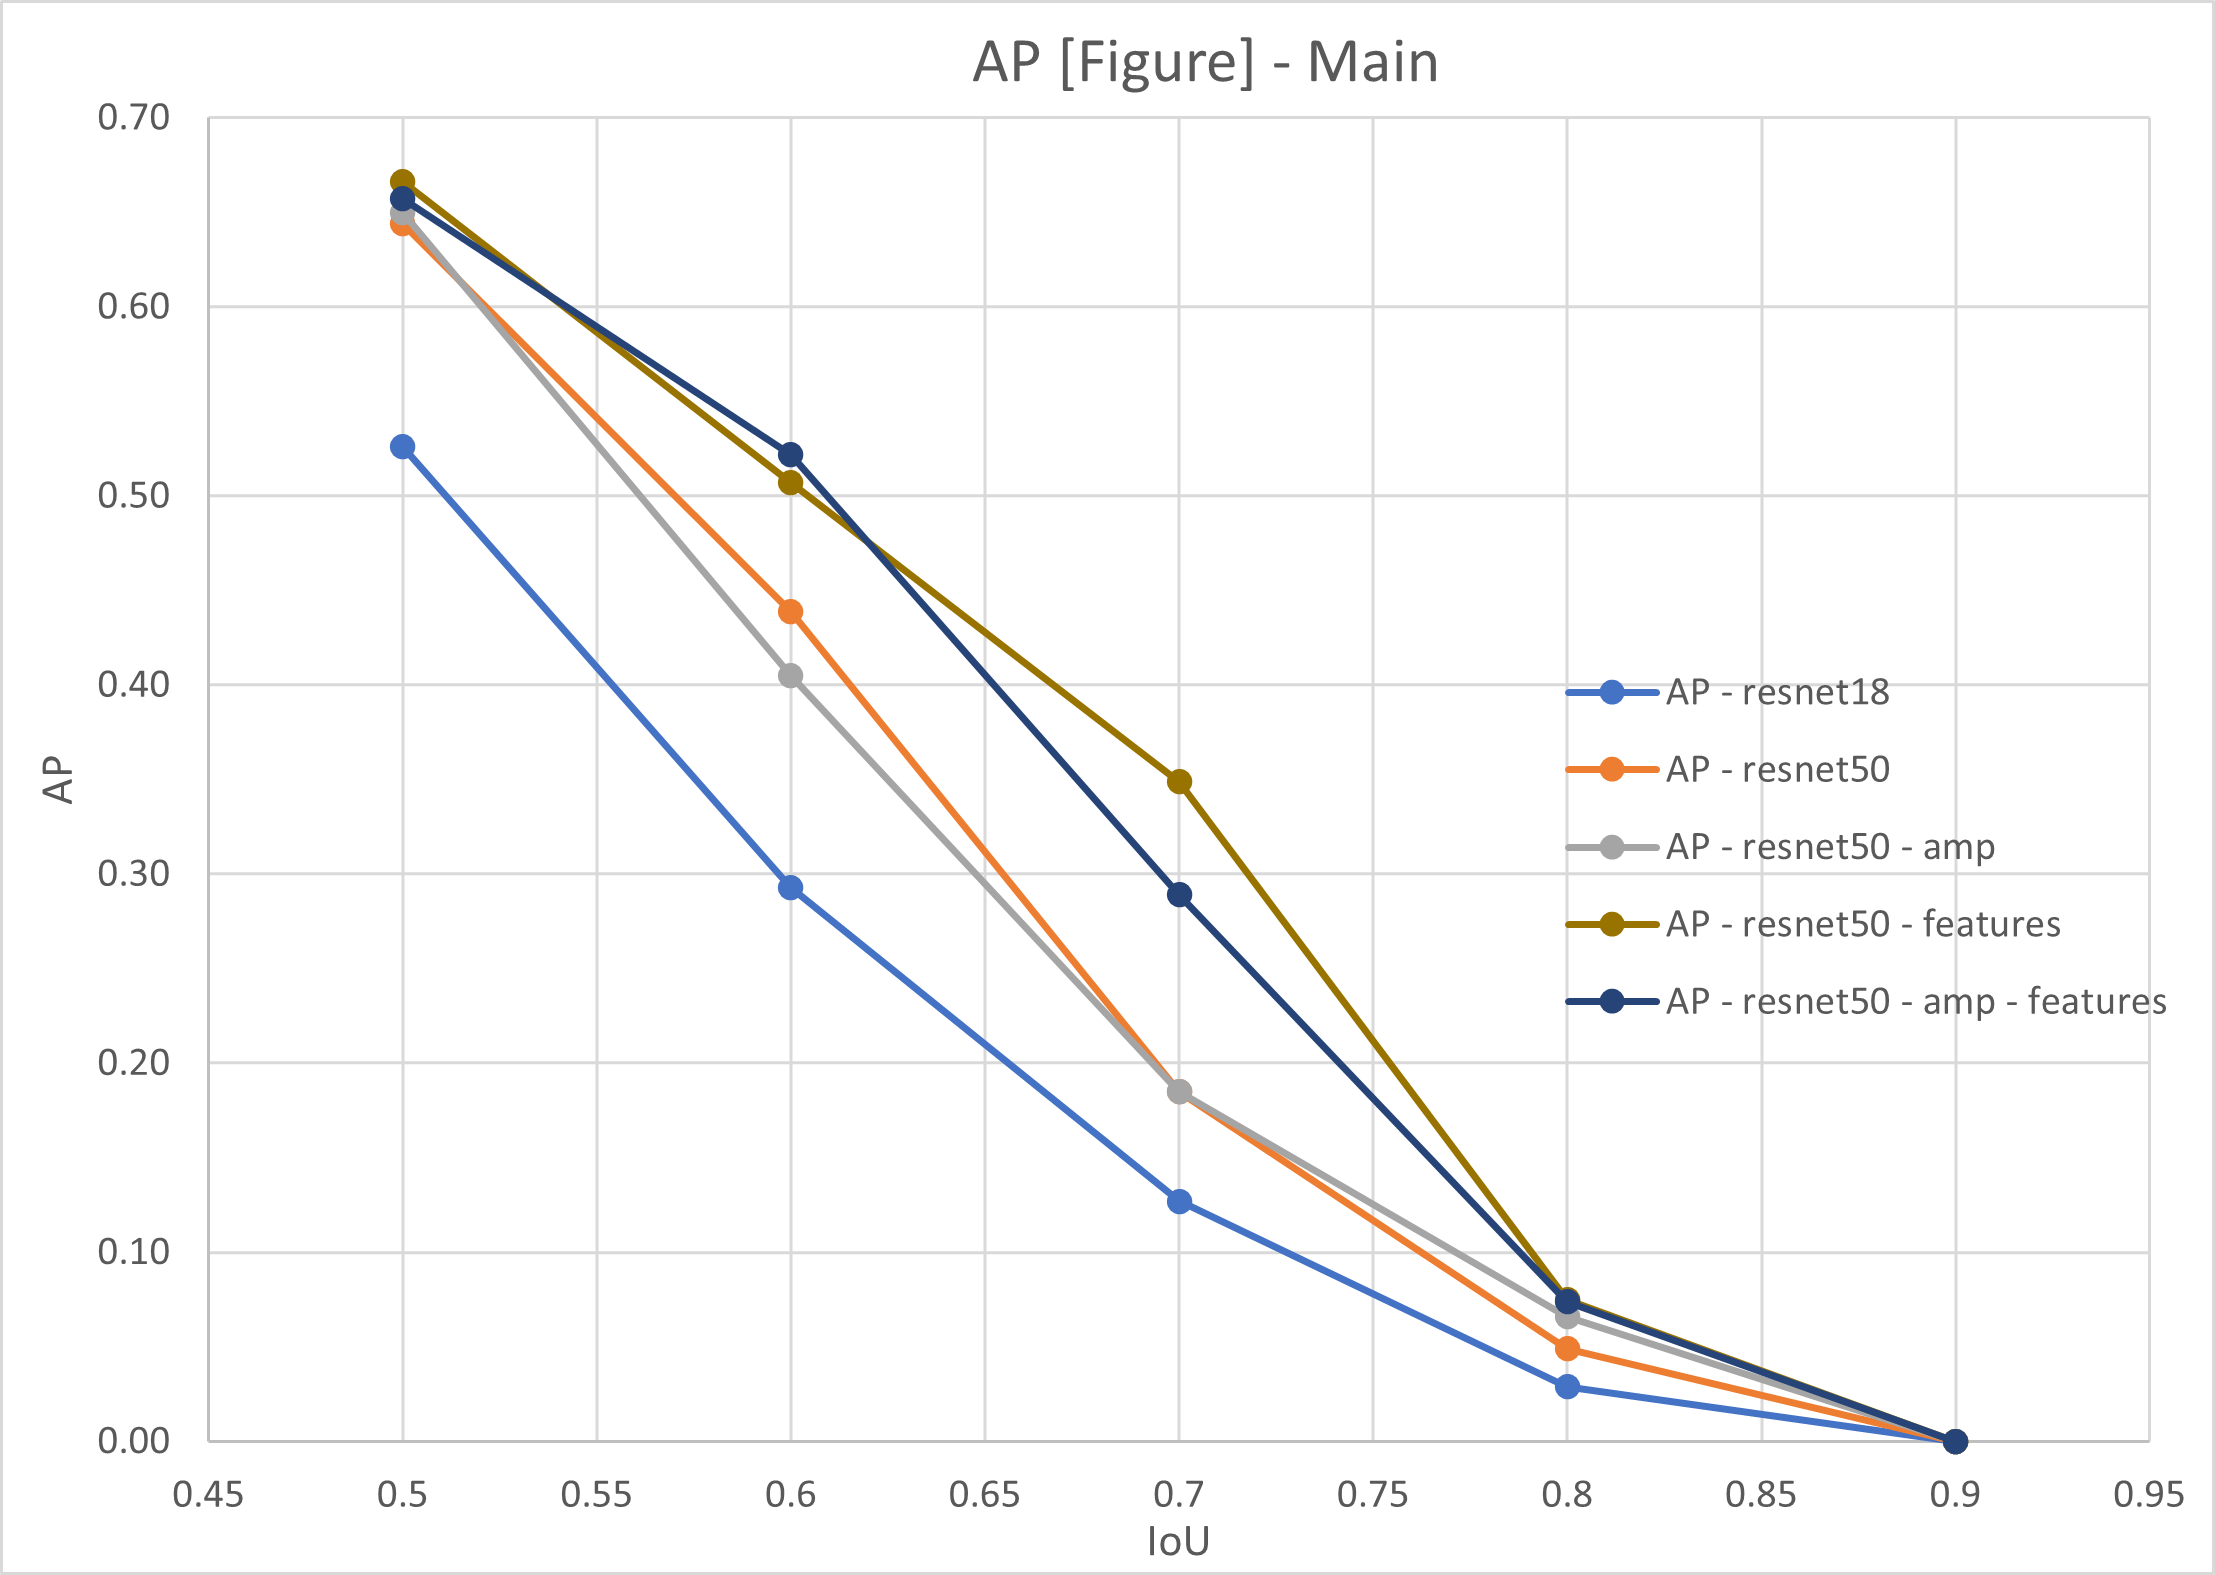 AP [Figure] - Main
0.70
0.60
0.50
0.40
0.30
0.20
0.10
0.00
AP
AP - resnet18
AP - resnet50
AP - resnet50 - amp
AP - resnet50 - features
AP - resnet50 - amp - features
0.45 0.5 0.55 0.6 0.65 0.7 0.75 0.8 0.85 0.9 0.95
IoU